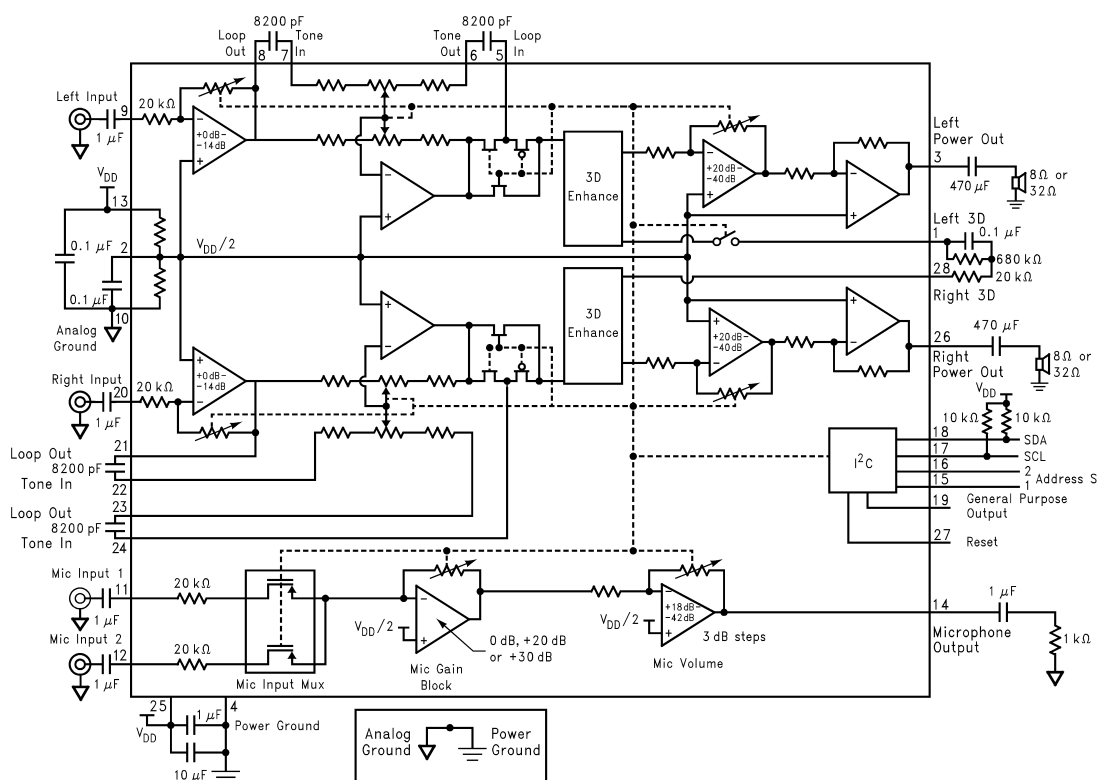 8200 pF
8200 pF
Loop Out
Tone In
Tone Out
Loop In
8
7
6
5
Left Input
9
20 kΩ
1 μF
+0dB–
–14dB
VDD
13
0.1 μF
2
VDD/2
0.1 μF
10
Analog Ground
Right Input
20
20 kΩ
1 μF
+0dB–
–14dB
3D Enhance
3D Enhance
+20dB–
–40dB
+20dB–
–40dB
Left Power Out
3
470 μF
8Ω or 32Ω
Left 3D
1
0.1 μF
680 kΩ
28
20 kΩ
Right 3D
26
Right Power Out
470 μF
8Ω or 32Ω
VDD
10kΩ
10 kΩ
I2C
18
SDA
17
SCL
16
2
15
1
Address S
19
General Purpose Output
27
Reset
21
Loop Out
8200 pF
Tone In
22
23
Loop Out
8200 pF
Tone In
24
Mic Input 1
11
20 kΩ
1 μF
Mic Input 2
12
20 kΩ
1 μF
Mic Input Mux
VDD/2
0 dB, +20 dB
or +30 dB
Mic Gain Block
VDD/2
+18dB–
–42dB
3 dB steps
Mic Volume
14
Microphone Output
1 μF
1 kΩ
25
VDD
1 μF
4
Power Ground
10 μF
Analog Ground
Power Ground